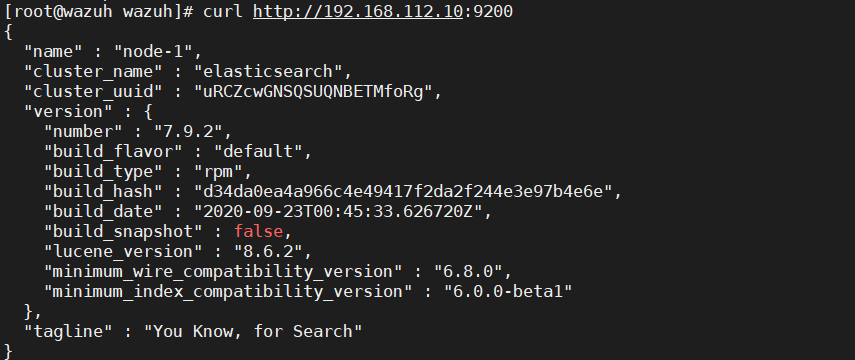 [root@wazuh wazuh]# curl http://192.168.112.10:9200
{
  "name" : "node-1",
  "cluster_name" : "elasticsearch",
  "cluster_uuid" : "uRCZcwGNSQSUQNBETMfoRg",
  "version" : {
    "number" : "7.9.2",
    "build_flavor" : "default",
    "build_type" : "rpm",
    "build_hash" : "d34da0ea4a966c4e49417f2da2f244e3e97b4e6e",
    "build_date" : "2020-09-23T00:45:33.626720Z",
    "build_snapshot" : false,
    "lucene_version" : "8.6.2",
    "minimum_wire_compatibility_version" : "6.8.0",
    "minimum_index_compatibility_version" : "6.0.0-beta1"
  },
  "tagline" : "You Know, for Search"
}